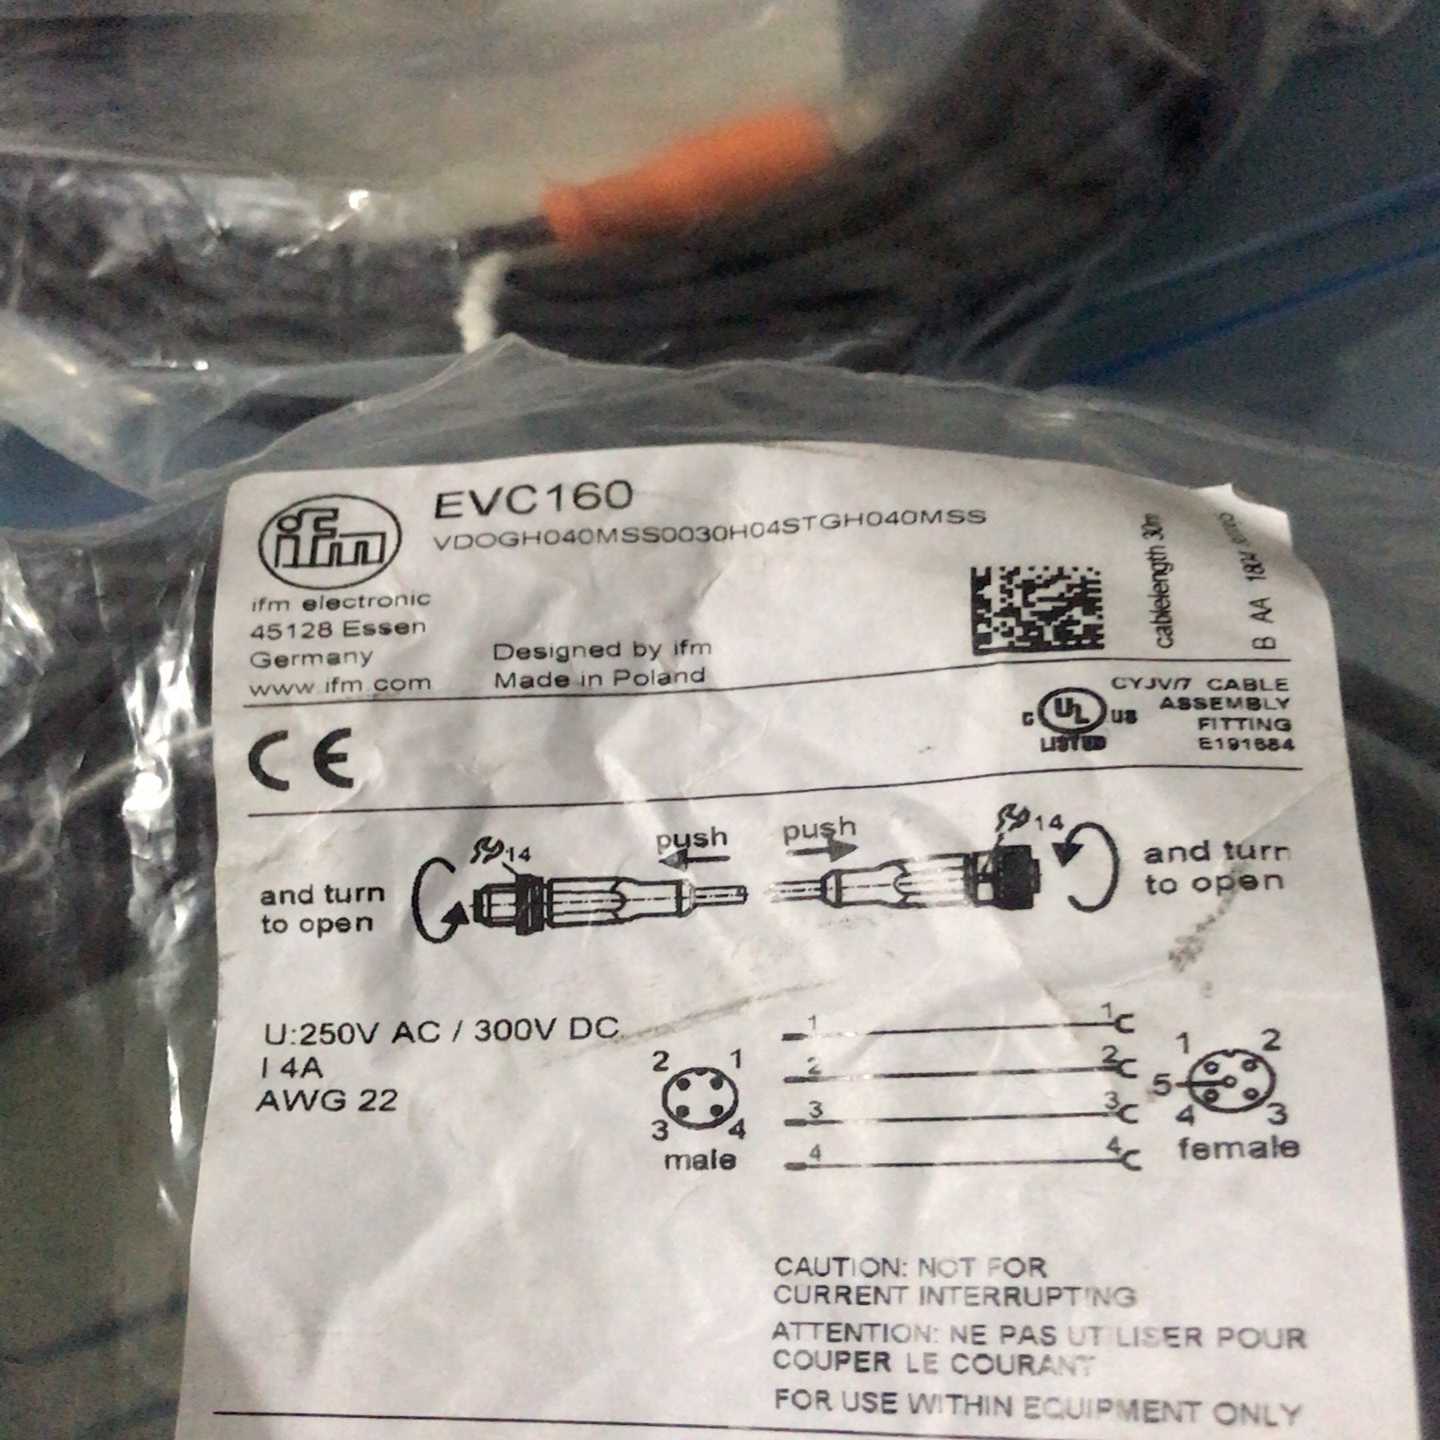 ifm
EVC160
VDOGH040MSS0030H04STGH040MSS
ifm electronic
45128 Essen
Germany
www.ifm.com
Designed by ifm
Made in Poland
cablelength 30m
B AA 1804
C UL US
LISTED
CYJV/7 CABLE
ASSEMBLY
FITTING
E191684
CE
and turn
to open
14
push
push
14
and turn
to open
U:250V AC / 300V DC
I 4A
AWG 22
2 1
3 4
male
1 1
2 2
3 3
4 4
1 2
5
4 3
female
CAUTION: NOT FOR
CURRENT INTERRUPTING
ATTENTION: NE PAS UTILISER POUR
COUPER LE COURANT
FOR USE WITHIN EQUIPMENT ONLY